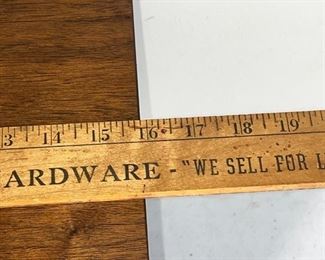 3 14 15 16 17 18 19
ARDWARE - "WE SELL FOR L